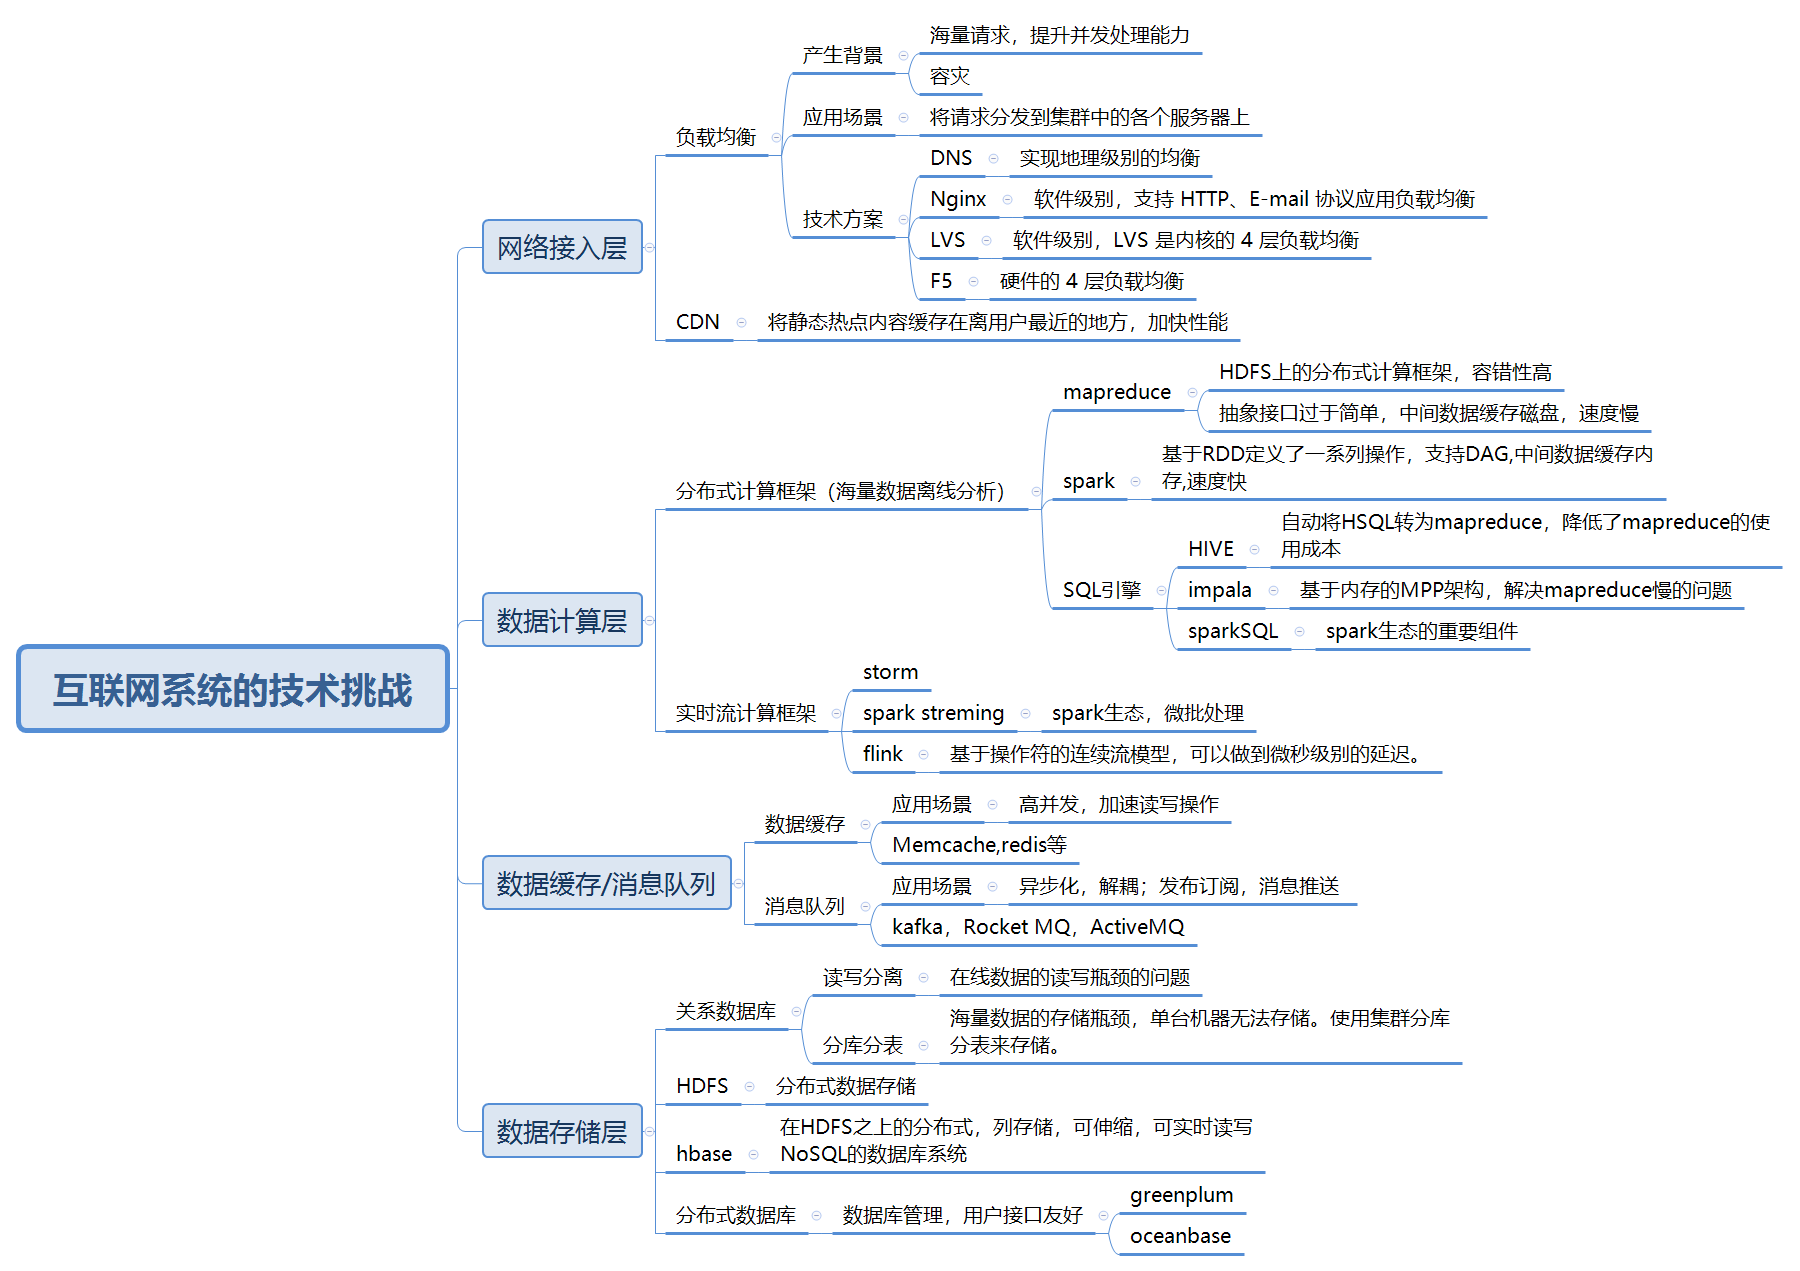 互联网系统的技术挑战
网络接入层
负载均衡
产生背景
海量请求，提升并发处理能力
容灾
应用场景
将请求分发到集群中的各个服务器上
技术方案
DNS
实现地理级别的均衡
Nginx
软件级别，支持 HTTP、E-mail 协议应用负载均衡
LVS
软件级别，LVS 是内核的 4 层负载均衡
F5
硬件的 4 层负载均衡
CDN
将静态热点内容缓存在离用户最近的地方，加快性能
数据计算层
分布式计算框架（海量数据离线分析）
mapreduce
HDFS上的分布式计算框架，容错性高
抽象接口过于简单，中间数据缓存磁盘，速度慢
spark
基于RDD定义了一系列操作，支持DAG,中间数据缓存内
存,速度快
SQL引擎
HIVE
自动将HSQL转为mapreduce，降低了mapreduce的使
用成本
impala
基于内存的MPP架构，解决mapreduce慢的问题
sparkSQL
spark生态的重要组件
实时流计算框架
storm
spark streming
spark生态，微批处理
flink
基于操作符的连续流模型，可以做到微秒级别的延迟。
数据缓存/消息队列
数据缓存
应用场景
高并发，加速读写操作
Memcache,redis等
消息队列
应用场景
异步化，解耦；发布订阅，消息推送
kafka，Rocket MQ，ActiveMQ
数据存储层
关系数据库
读写分离
在线数据的读写瓶颈的问题
分库分表
海量数据的存储瓶颈，单台机器无法存储。使用集群分库
分表来存储。
HDFS
分布式数据存储
hbase
在HDFS之上的分布式，列存储，可伸缩，可实时读写
NoSQL的数据库系统
分布式数据库
数据库管理，用户接口友好
greenplum
oceanbase